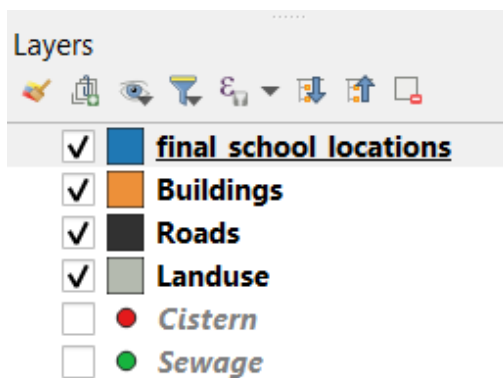 Layers
final school locations
Buildings
Roads
Landuse
Cistern
Sewage